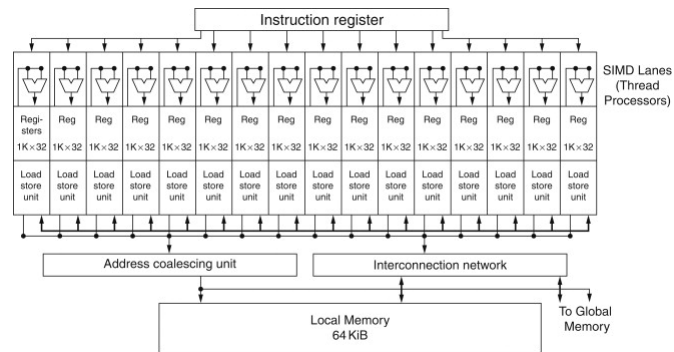 Instruction register
SIMD Lanes
(Thread
Processors)
Regi- Reg Reg Reg Reg Reg Reg Reg Reg Reg Reg Reg Reg Reg Reg Reg
sters
1K×32 1K×32 1K×32 1K×32 1K×32 1K×32 1K×32 1K×32 1K×32 1K×32 1K×32 1K×32 1K×32 1K×32 1K×32 1K×32
Load Load Load Load Load Load Load Load Load Load Load Load Load Load Load Load
store store store store store store store store store store store store store store store store
unit unit unit unit unit unit unit unit unit unit unit unit unit unit unit unit
Address coalescing unit
Interconnection network
Local Memory
64 KiB
To Global
Memory